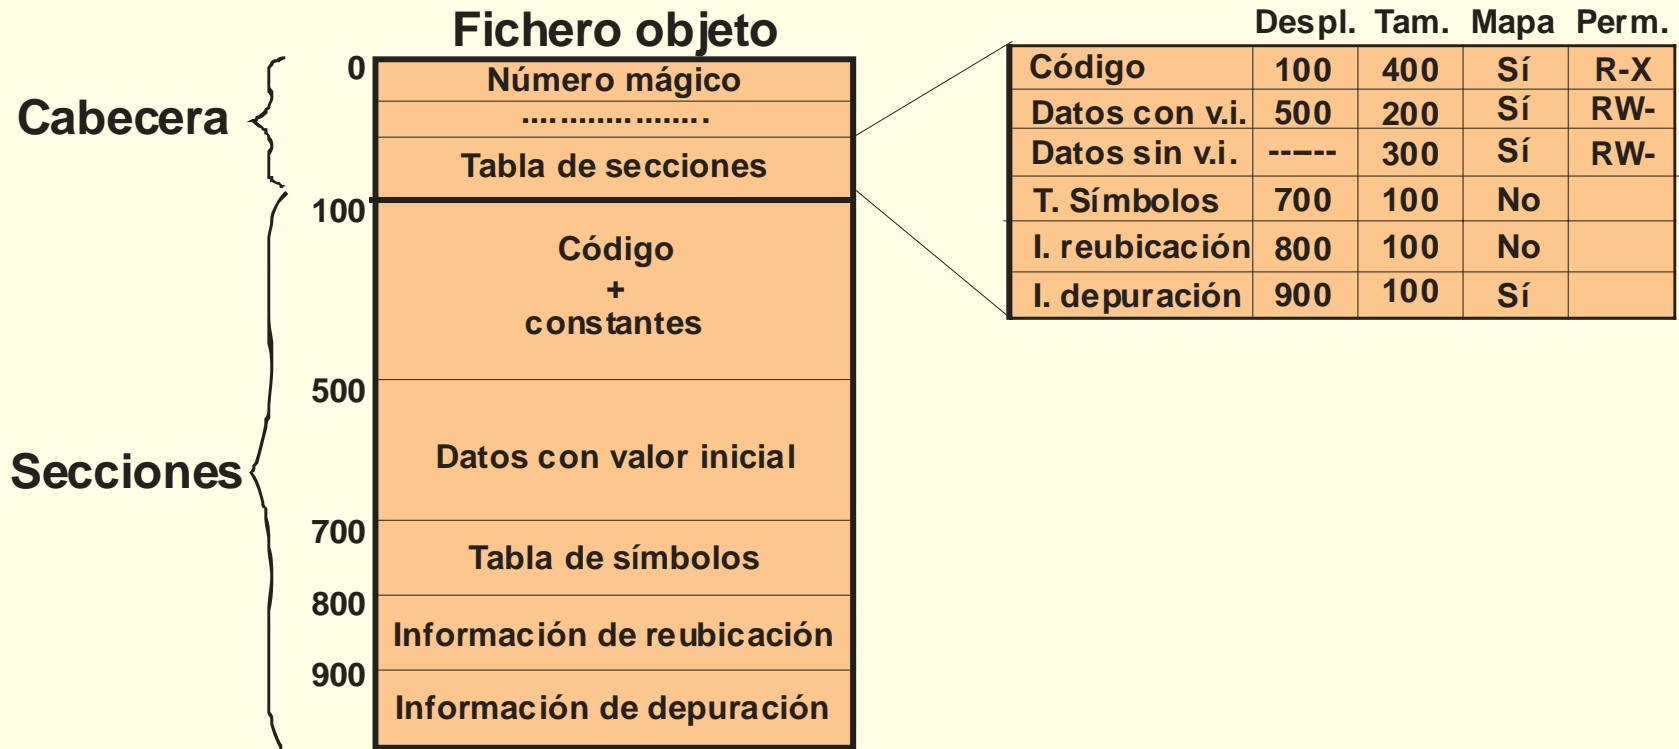 Fichero objeto
Cabecera
Secciones
0
Número mágico
...................
Tabla de secciones
100
Código
+
constantes
500
Datos con valor inicial
700
Tabla de símbolos
800
Información de reubicación
900
Información de depuración
Despl. Tam. Mapa Perm.
Código 100 400 Sí R-X
Datos con v.i. 500 200 Sí RW-
Datos sin v.i. ------ 300 Sí RW-
T. Símbolos 700 100 No
I. reubicación 800 100 No
I. depuración 900 100 Sí